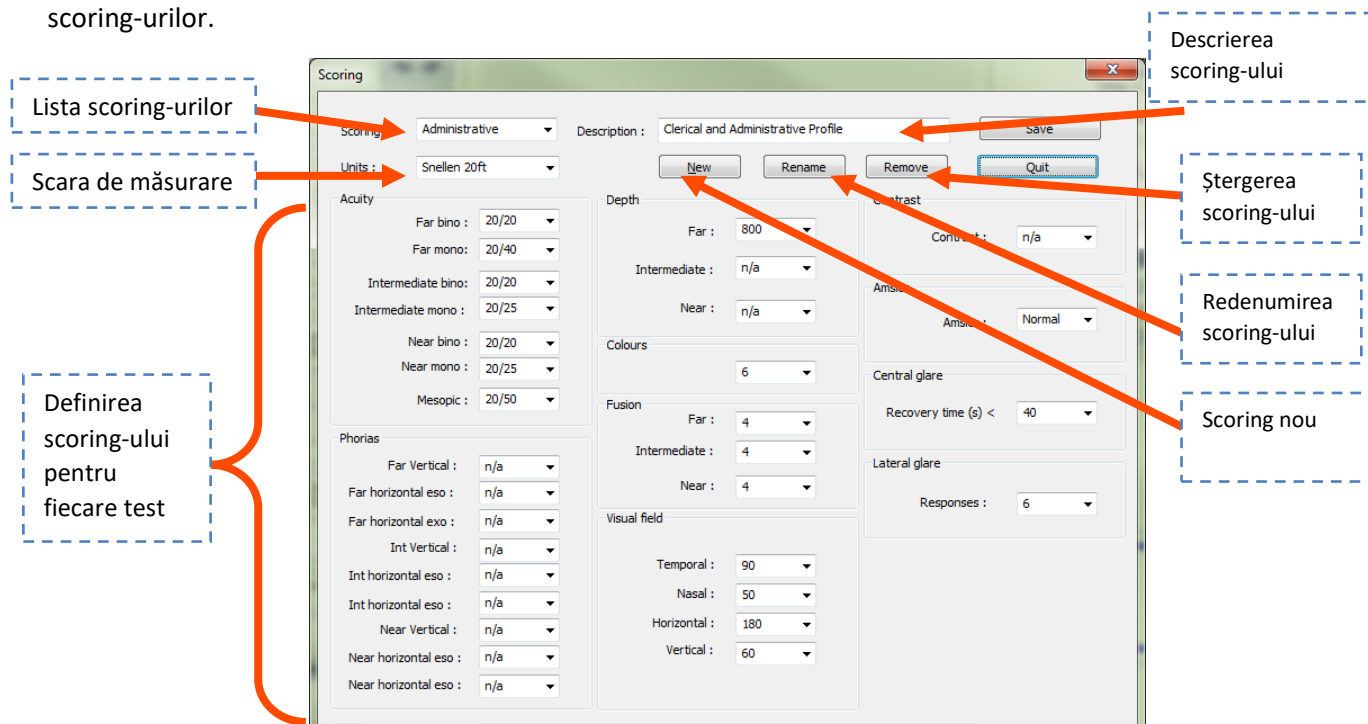 scoring-urilor.
Descrierea
scoring-ului
Lista scoring-urilor
Scara de măsurare
Definirea
scoring-ului
pentru
fiecare test
Ștergerea
scoring-ului
Redenumirea
scoring-ului
Scoring nou
Scoring
Scoring
Administrative
Description :
Clerical and Administrative Profile
Save
Units :
Snellen 20ft
New
Rename
Remove
Quit
Acuity
Far bino : 20/20
Far mono: 20/40
Intermediate bino: 20/20
Intermediate mono : 20/25
Near bino : 20/20
Near mono : 20/25
Mesopic : 20/50
Phorias
Far Vertical : n/a
Far horizontal eso : n/a
Far horizontal exo : n/a
Int Vertical : n/a
Int horizontal eso : n/a
Int horizontal eso : n/a
Near Vertical : n/a
Near horizontal eso : n/a
Near horizontal eso : n/a
Depth
Far : 800
Intermediate : n/a
Near : n/a
Colours
6
Fusion
Far : 4
Intermediate : 4
Near : 4
Visual field
Temporal : 90
Nasal : 50
Horizontal : 180
Vertical : 60
Contrast
Contrast : n/a
Amsler
Amsler : Normal
Central glare
Recovery time (s) < 40
Lateral glare
Responses : 6